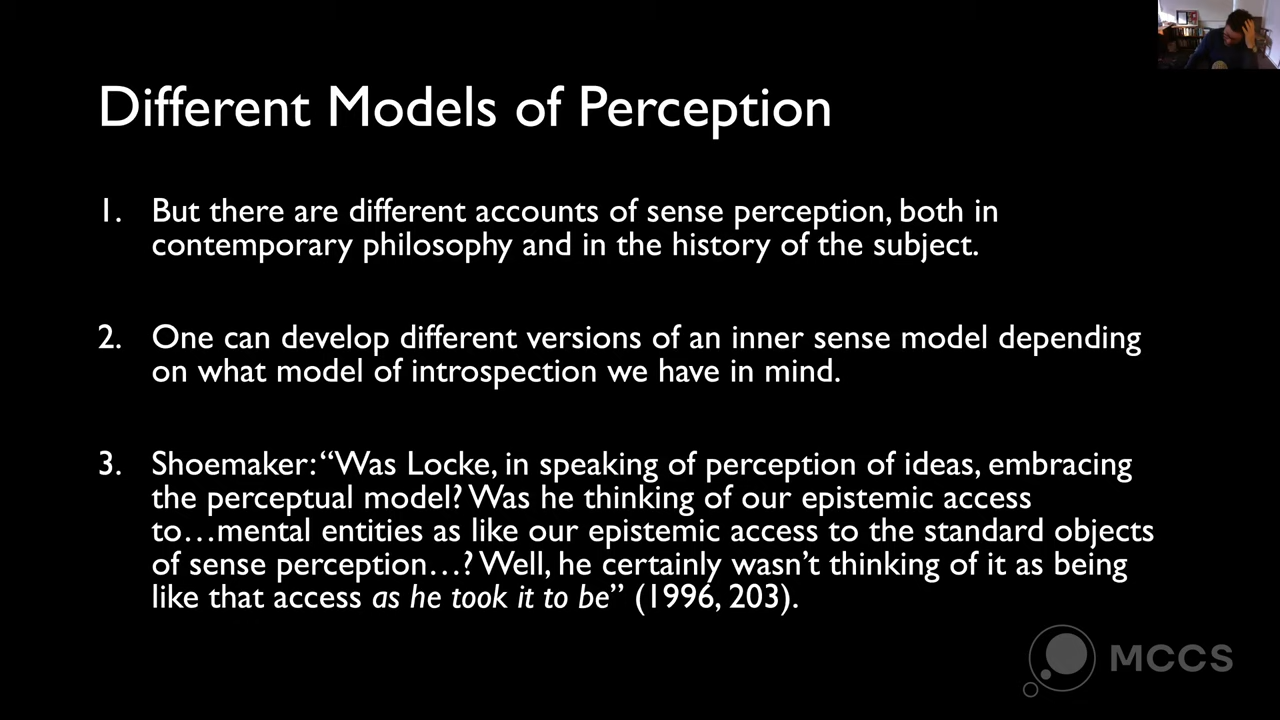 Different Models of Perception
1. But there are different accounts of sense perception, both in
contemporary philosophy and in the history of the subject.
2. One can develop different versions of an inner sense model depending
on what model of introspection we have in mind.
3. Shoemaker: “Was Locke, in speaking of perception of ideas, embracing
the perceptual model? Was he thinking of our epistemic access
to…mental entities as like our epistemic access to the standard objects
of sense perception…? Well, he certainly wasn’t thinking of it as being
like that access as he took it to be” (1996, 203).
MCCS